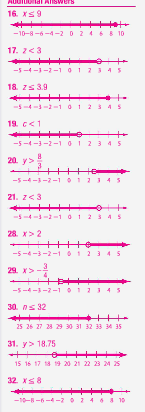 Additional Answers
16. x ≤ 9
-10-8-6-4-2 0 2 4 6 8 10
17. z < 3
-5-4-3-2-1 0 1 2 3 4 5
18. z ≤ 3.9
-5-4-3-2-1 0 1 2 3 4 5
19. c < 1
-5-4-3-2-1 0 1 2 3 4 5
20. y > 8/3
-5-4-3-2-1 0 1 2 3 4 5
21. z < 3
-5-4-3-2-1 0 1 2 3 4 5
28. x > 2
-5-4-3-2-1 0 1 2 3 4 5
29. x > -3/4
-5-4-3-2-1 0 1 2 3 4 5
30. n ≤ 32
25 26 27 28 29 30 31 32 33 34 35
31. y > 18.75
15 16 17 18 19 20 21 22 23 24 25
32. x ≤ 8
-10-8-6-4-2 0 2 4 6 8 10